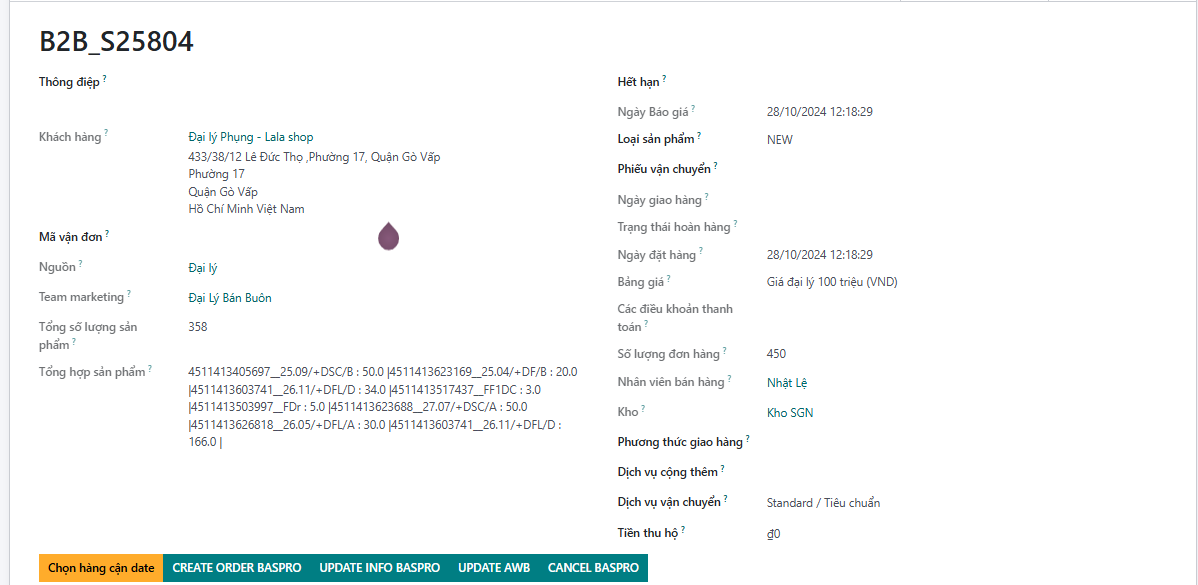 B2B_S25804
Thông điệp ?
Khách hàng ?
Đại lý Phụng - Lala shop
433/38/12 Lê Đức Thọ ,Phường 17, Quận Gò Vấp
Phường 17
Quận Gò Vấp
Hồ Chí Minh Việt Nam
Mã vận đơn ?
Nguồn ?
Đại lý
Team marketing ?
Đại Lý Bán Buôn
Tổng số lượng sản
phẩm ?
358
Tổng hợp sản phẩm ?
4511413405697__25.09/+DSC/B : 50.0 |4511413623169__25.04/+DF/B : 20.0
|4511413603741__26.11/+DFL/D : 34.0 |4511413517437__FF1DC : 3.0
|4511413503997__FDr : 5.0 |4511413623688__27.07/+DSC/A : 50.0
|4511413626818__26.05/+DFL/A : 30.0 |4511413603741__26.11/+DFL/D :
166.0 |
Hết hạn ?
Ngày Báo giá ?
28/10/2024 12:18:29
Loại sản phẩm ?
NEW
Phiếu vận chuyển ?
Ngày giao hàng ?
Trạng thái hoàn hàng ?
Ngày đặt hàng ?
28/10/2024 12:18:29
Bảng giá ?
Giá đại lý 100 triệu (VND)
Các điều khoản thanh
toán ?
Số lượng đơn hàng ?
450
Nhân viên bán hàng ?
Nhật Lệ
Kho ?
Kho SGN
Phương thức giao hàng ?
Dịch vụ cộng thêm ?
Dịch vụ vận chuyển ?
Standard / Tiêu chuẩn
Tiền thu hộ ?
₫0
Chọn hàng cận date
CREATE ORDER BASPRO
UPDATE INFO BASPRO
UPDATE AWB
CANCEL BASPRO